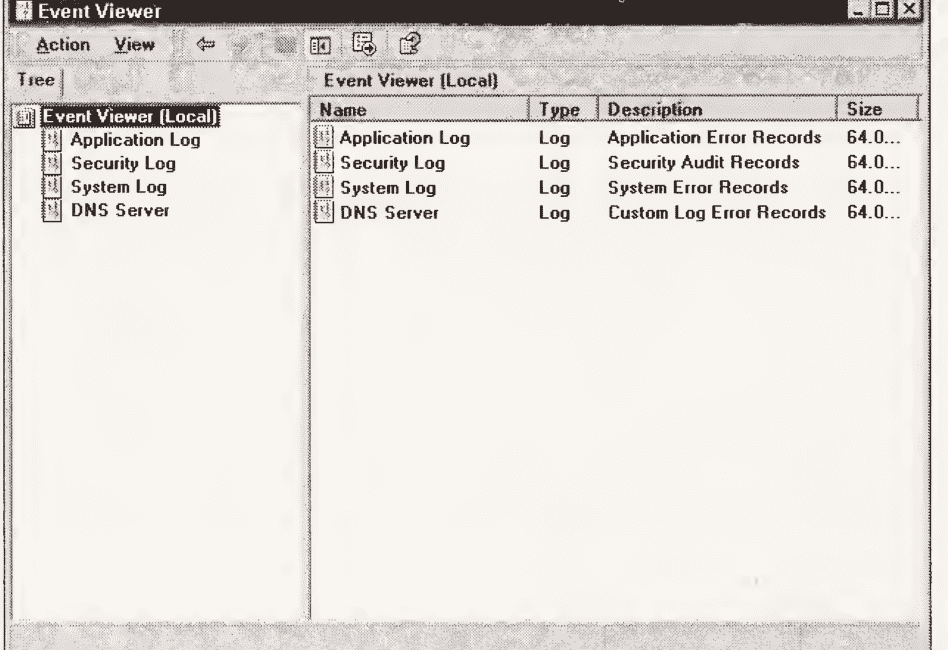 Event Viewer
Action View
Tree
Event Viewer (Local)
Event Viewer (Local)
Application Log
Security Log
System Log
DNS Server
Name Type Description Size
Application Log Log Application Error Records 64.0...
Security Log Log Security Audit Records 64.0...
System Log Log System Error Records 64.0...
DNS Server Log Custom Log Error Records 64.0...